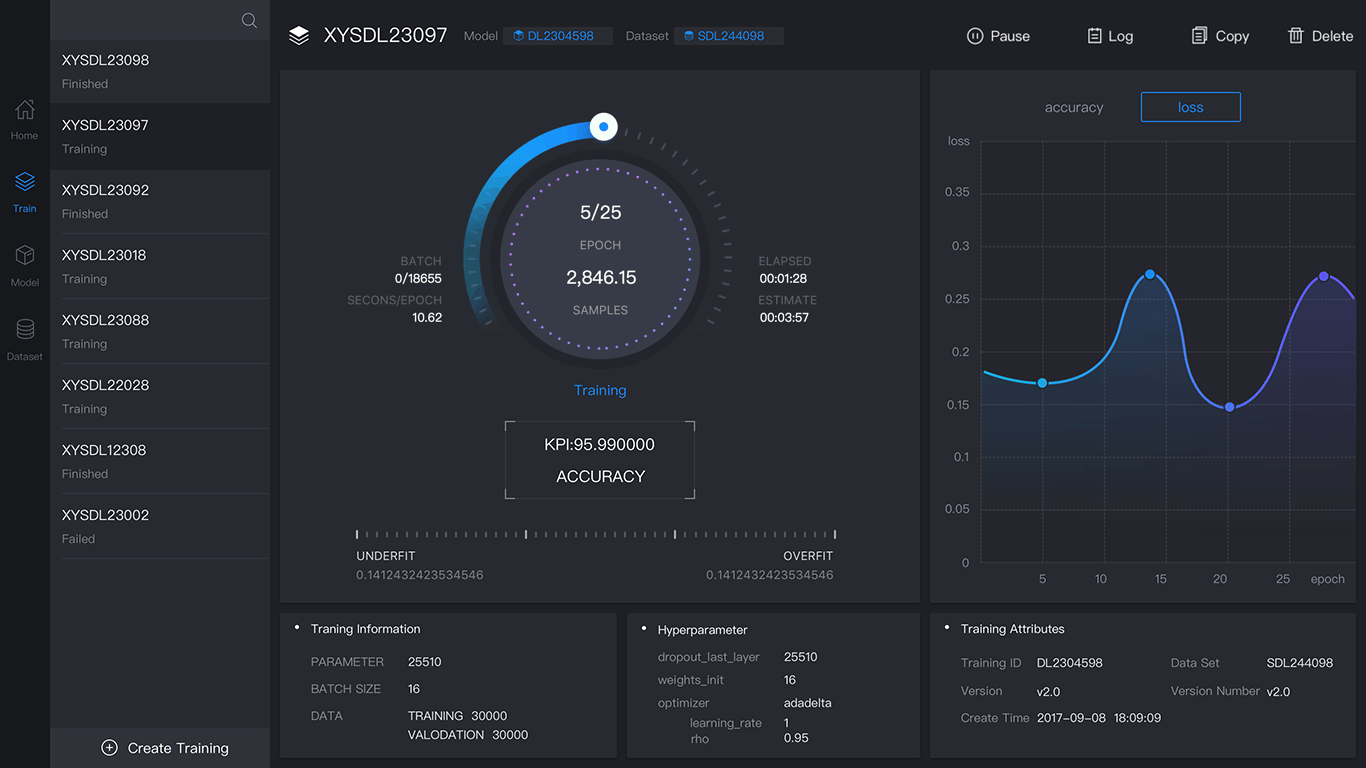 Home
Train
Model
Dataset
XYSDL23098
Finished
XYSDL23097
Training
XYSDL23092
Finished
XYSDL23018
Training
XYSDL23088
Training
XYSDL22028
Training
XYSDL12308
Finished
XYSDL23002
Failed
Create Training
XYSDL23097 Model DL2304598 Dataset SDL244098
Pause Log Copy Delete
5/25
EPOCH
2,846.15
SAMPLES
BATCH
0/18655
SECONS/EPOCH
10.62
ELAPSED
00:01:28
ESTIMATE
00:03:57
Training
KPI:95.990000
ACCURACY
UNDERFIT OVERFIT
0.1412432423534546 0.1412432423534546
accuracy loss
loss
0.35
0.3
0.25
0.2
0.15
0.1
0.05
0
5 10 15 20 25 epoch
Traning Information
PARAMETER 25510
BATCH SIZE 16
DATA TRAINING 30000
VALODATION 30000
Hyperparameter
dropout_last_layer 25510
weights_init 16
optimizer adadelta
learning_rate 1
rho 0.95
Training Attributes
Training ID DL2304598 Data Set SDL244098
Version v2.0 Version Number v2.0
Create Time 2017-09-08 18:09:09